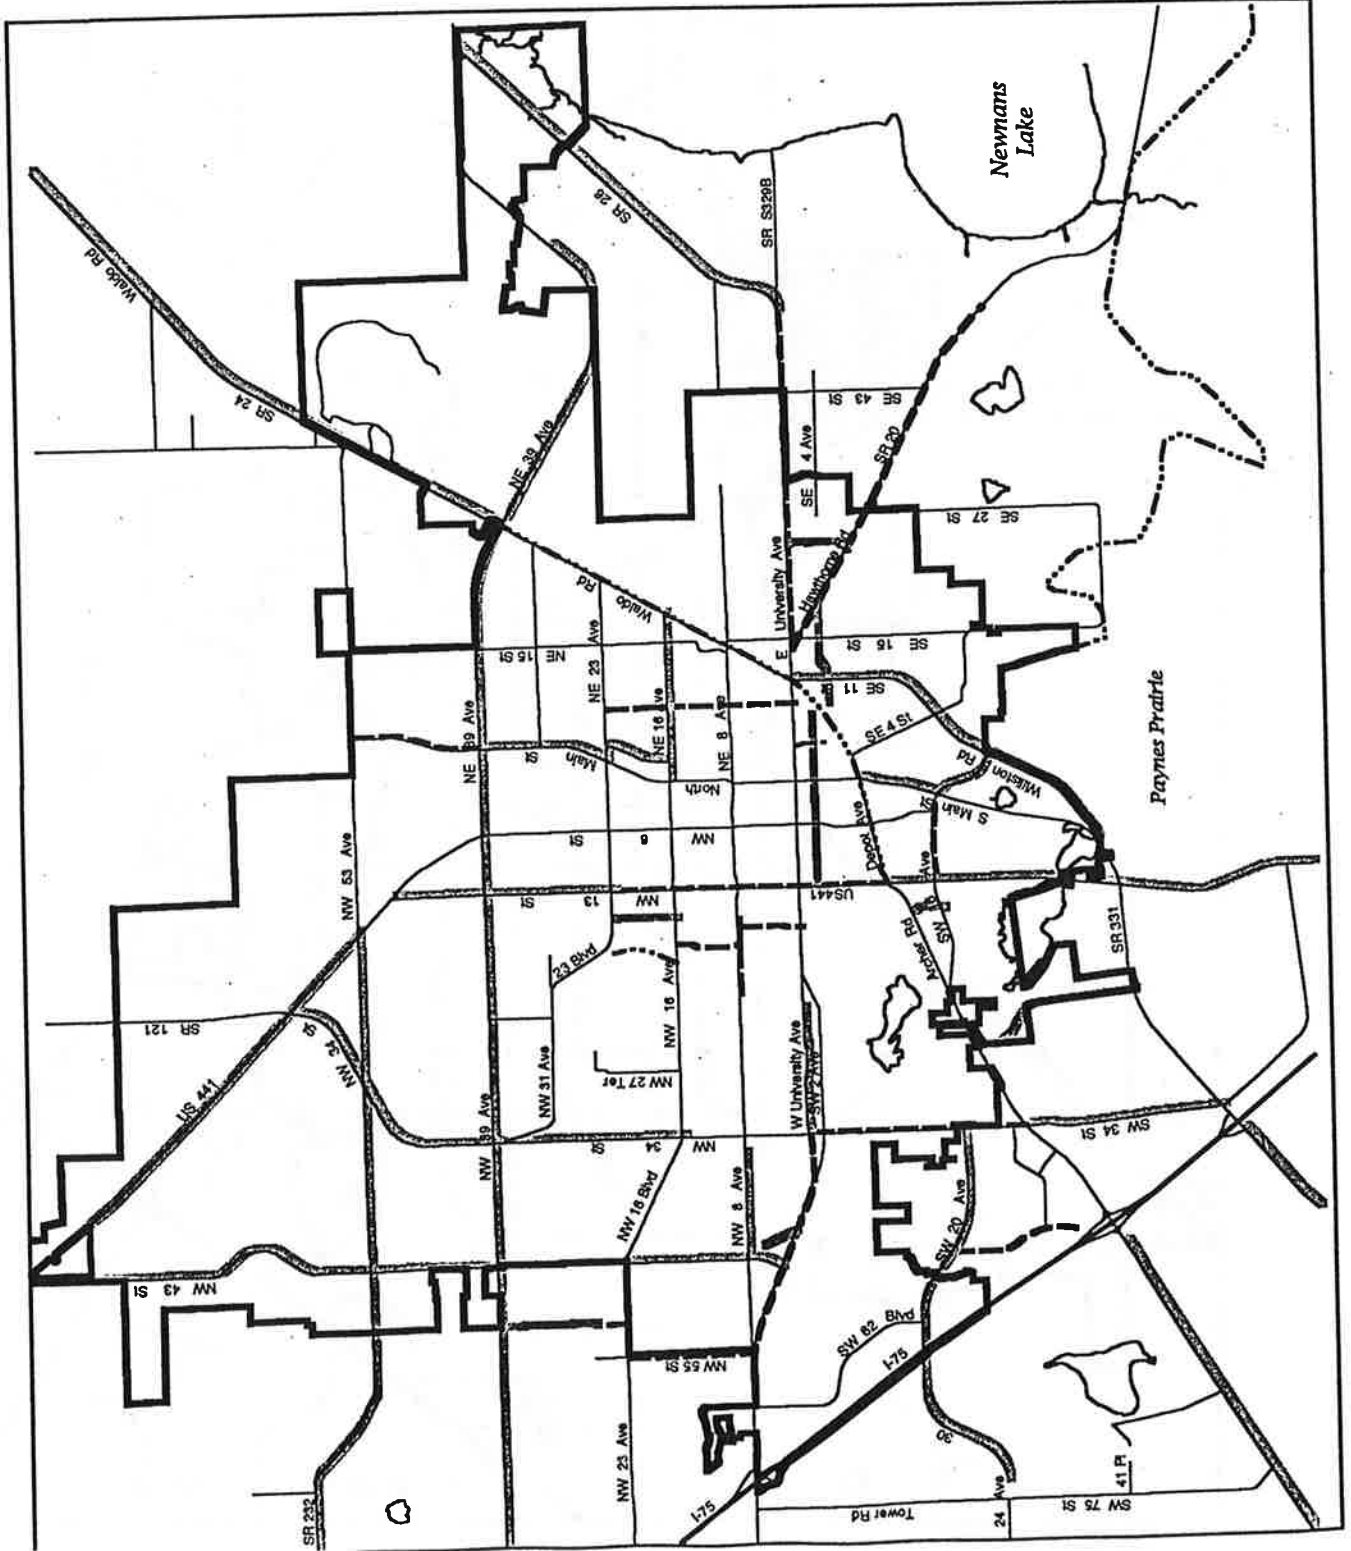 Newnans
Lake
Paynes Prairie
Waldo Rd
SR 24
SR 26
SR S329B
NE 39 Ave
SE 43 St
SE 4 Ave
SR 20
SE 27 St
E University Ave
Hawthorne Rd
Waldo Rd
NE 15 St
NE 23 Ave
SE 15 St
SE 11 St
NE 39 Ave
NE 16 Ave
NE 8 Ave
SE 4 St
Main St
North
Williston Rd
S Main St
Depot Ave
NW 53 Ave
NW 6 St
NW 13 St
US441
Ave
SW
Archer Rd
23 Blvd
NW 16 Ave
SR 331
SR 121
NW 34 St
US 441
NW 31 Ave
NW 27 Ter
W University Ave
SW 2 Ave
NW 39 Ave
NW 34 St
SW 34 St
NW 16 Blvd
NW 8 Ave
SW 20 Ave
NW 43 St
SW 62 Blvd
I-75
NW 55 St
NW 23 Ave
I-75
30
SR 232
Tower Rd
24 Ave
SW 75 St
41 Pl